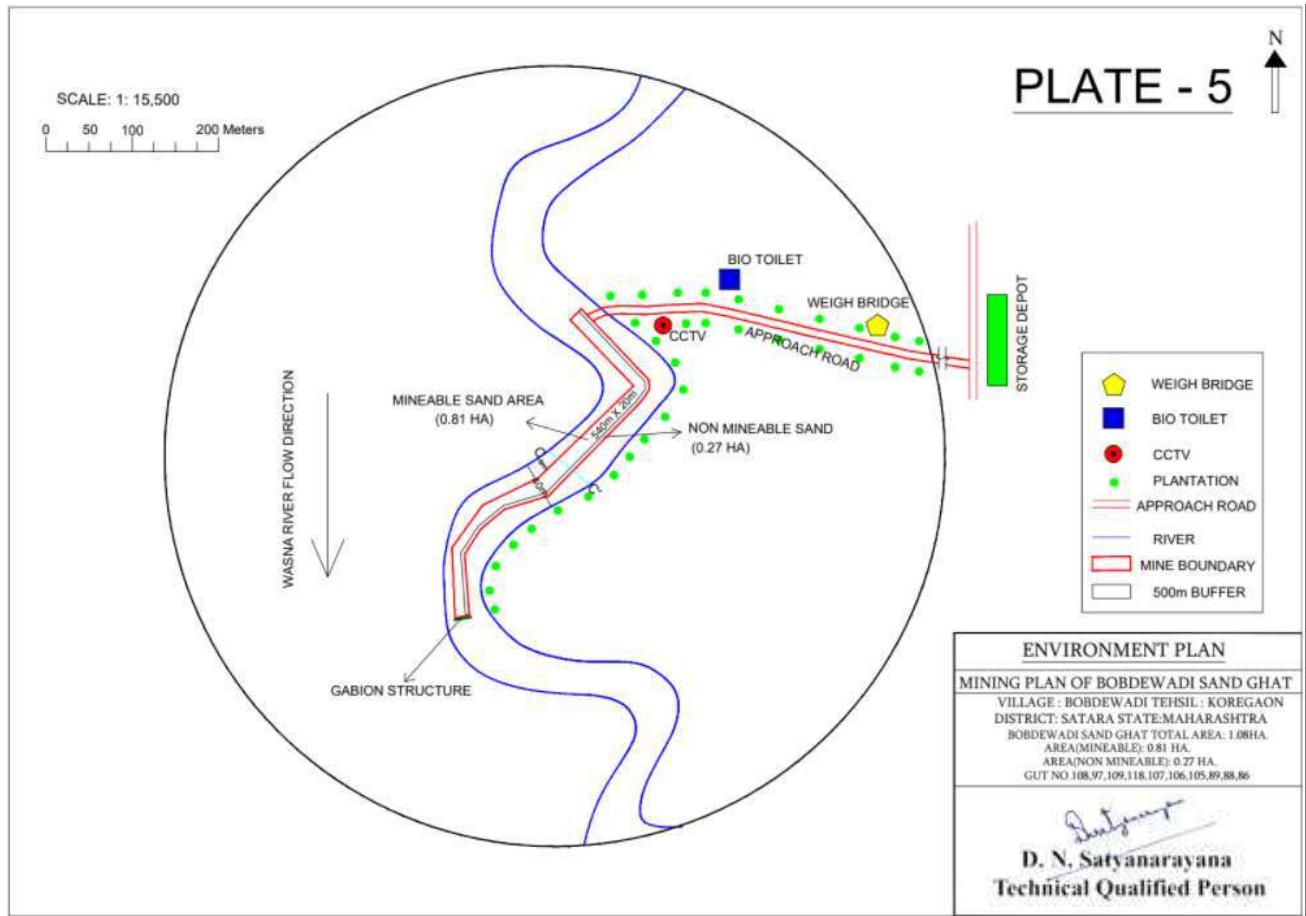 PLATE - 5
N
SCALE: 1: 15,500
0 50 100 200 Meters
BIO TOILET
WEIGH BRIDGE
CCTV
APPROACH ROAD
STORAGE DEPOT
MINEABLE SAND AREA
(0.81 HA)
540m X 20m
NON MINEABLE SAND
(0.27 HA)
WASNA RIVER FLOW DIRECTION
GABION STRUCTURE
WEIGH BRIDGE
BIO TOILET
CCTV
PLANTATION
APPROACH ROAD
RIVER
MINE BOUNDARY
500m BUFFER
ENVIRONMENT PLAN
MINING PLAN OF BOBDEWADI SAND GHAT
VILLAGE : BOBDEWADI TEHSIL : KOREGAON
DISTRICT: SATARA STATE:MAHARASHTRA
BOBDEWADI SAND GHAT TOTAL AREA: 1.08HA.
AREA(MINEABLE): 0.81 HA.
AREA(NON MINEABLE): 0.27 HA.
GUT NO.108,97,109,118,107,106,105,89,88,86
D. N. Satyanarayana
Technical Qualified Person